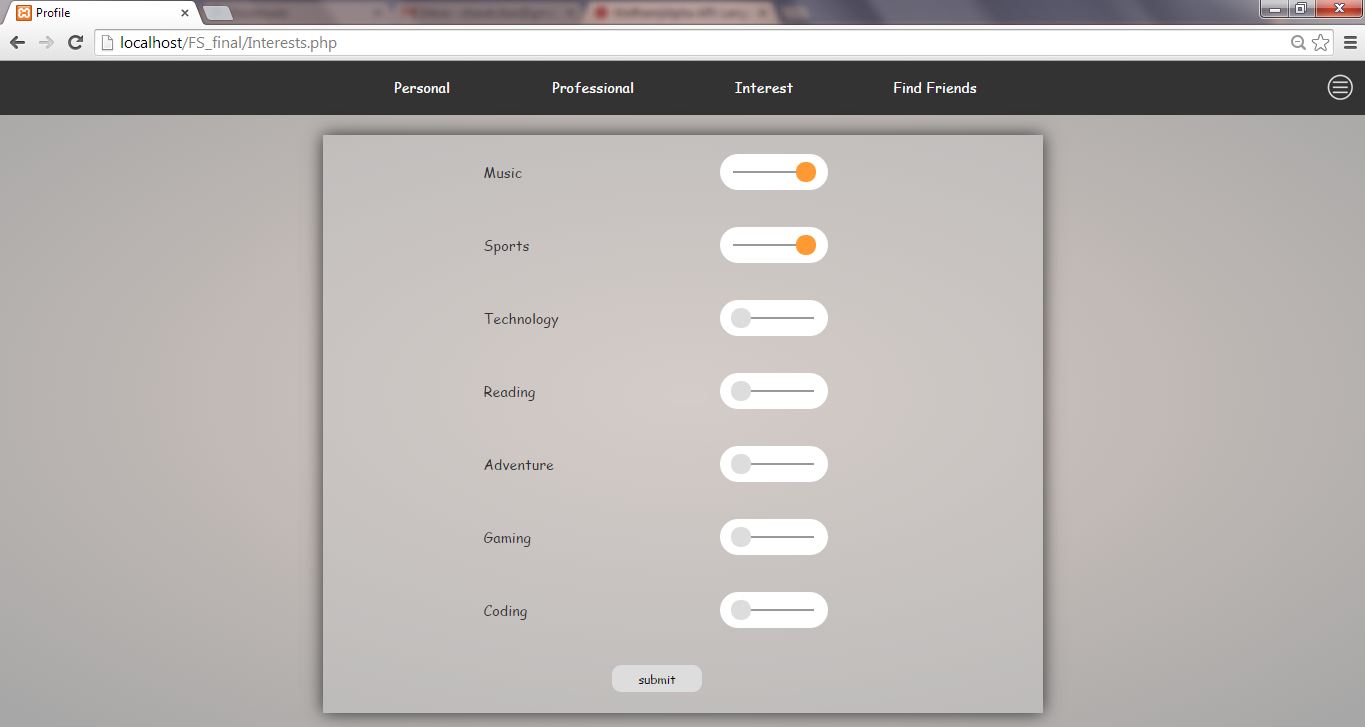 Profile
localhost/FS_final/Interests.php
Personal Professional Interest Find Friends
Music
Sports
Technology
Reading
Adventure
Gaming
Coding
submit